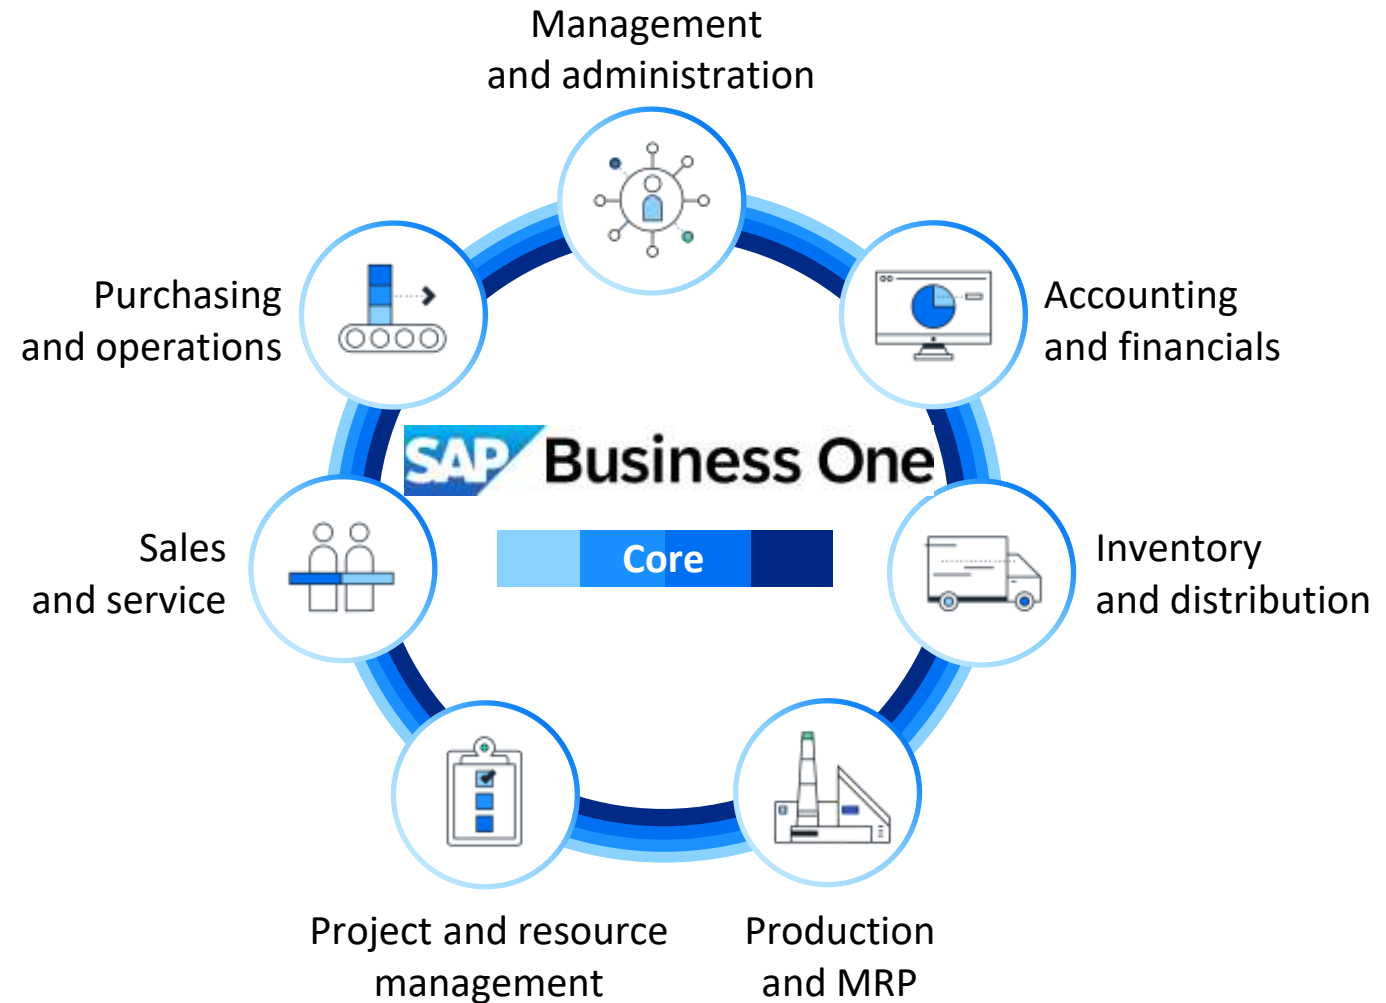 Management
and administration
Purchasing
and operations
Accounting
and financials
SAP Business One
Core
Sales
and service
Inventory
and distribution
Project and resource
management
Production
and MRP